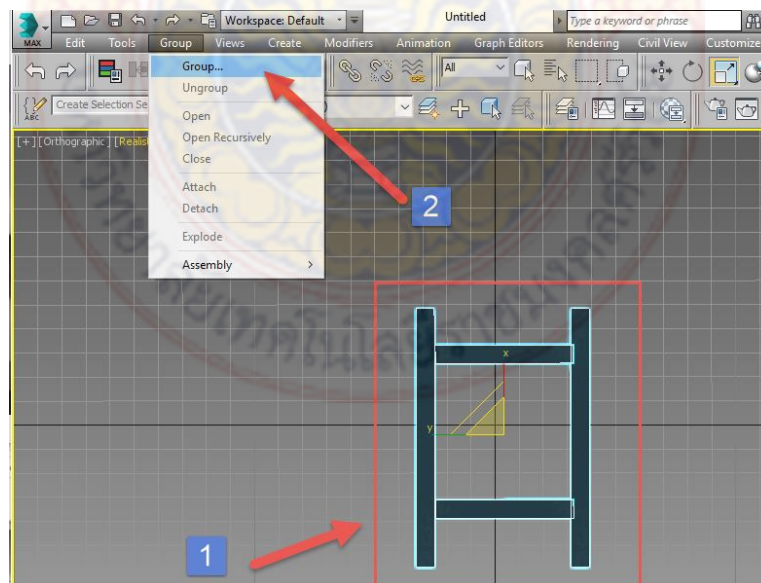 Workspace: Default
Untitled
Type a keyword or phrase
MAX
Edit Tools Group Views Create Modifiers Animation Graph Editors Rendering Civil View Customize
Group...
Ungroup
Open
Open Recursively
Close
Attach
Detach
Explode
Assembly
All
ABC
Create Selection Se
[+] [Orthographic] [Realis
2
x
y
1